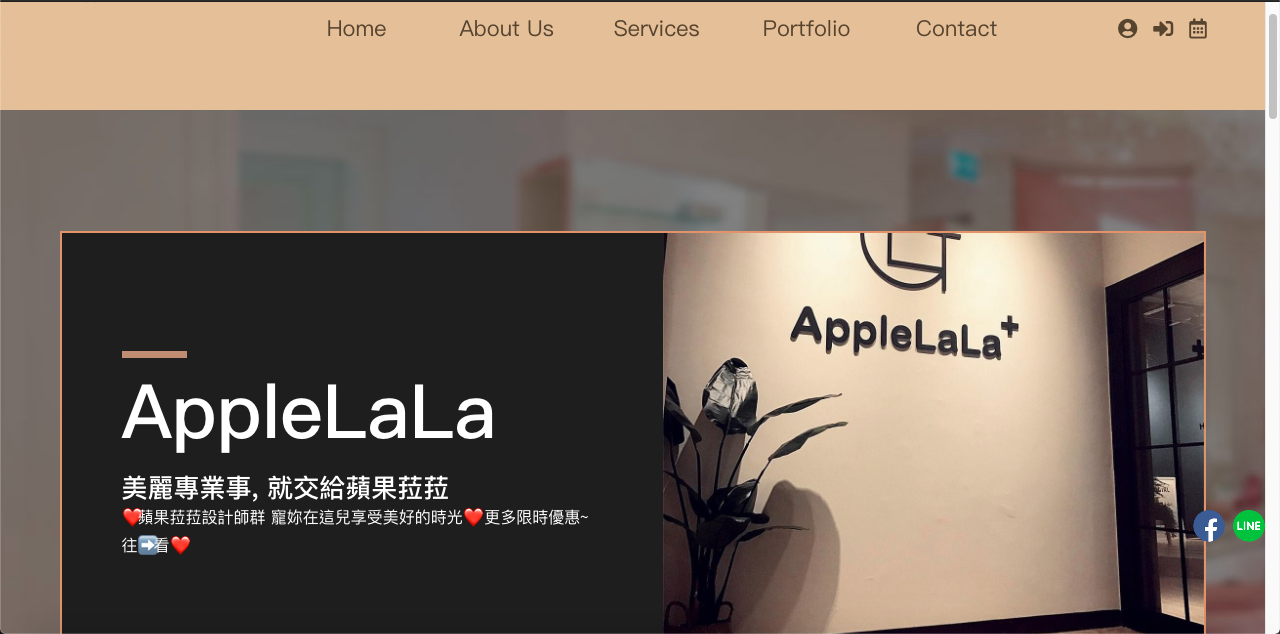 Home
About Us
Services
Portfolio
Contact
AppleLaLa+
AppleLaLa
美麗專業事, 就交給蘋果菈菈
❤️蘋果菈菈設計師群 寵妳在這兒享受美好的時光❤️更多限時優惠~
往➡️看❤️
LINE